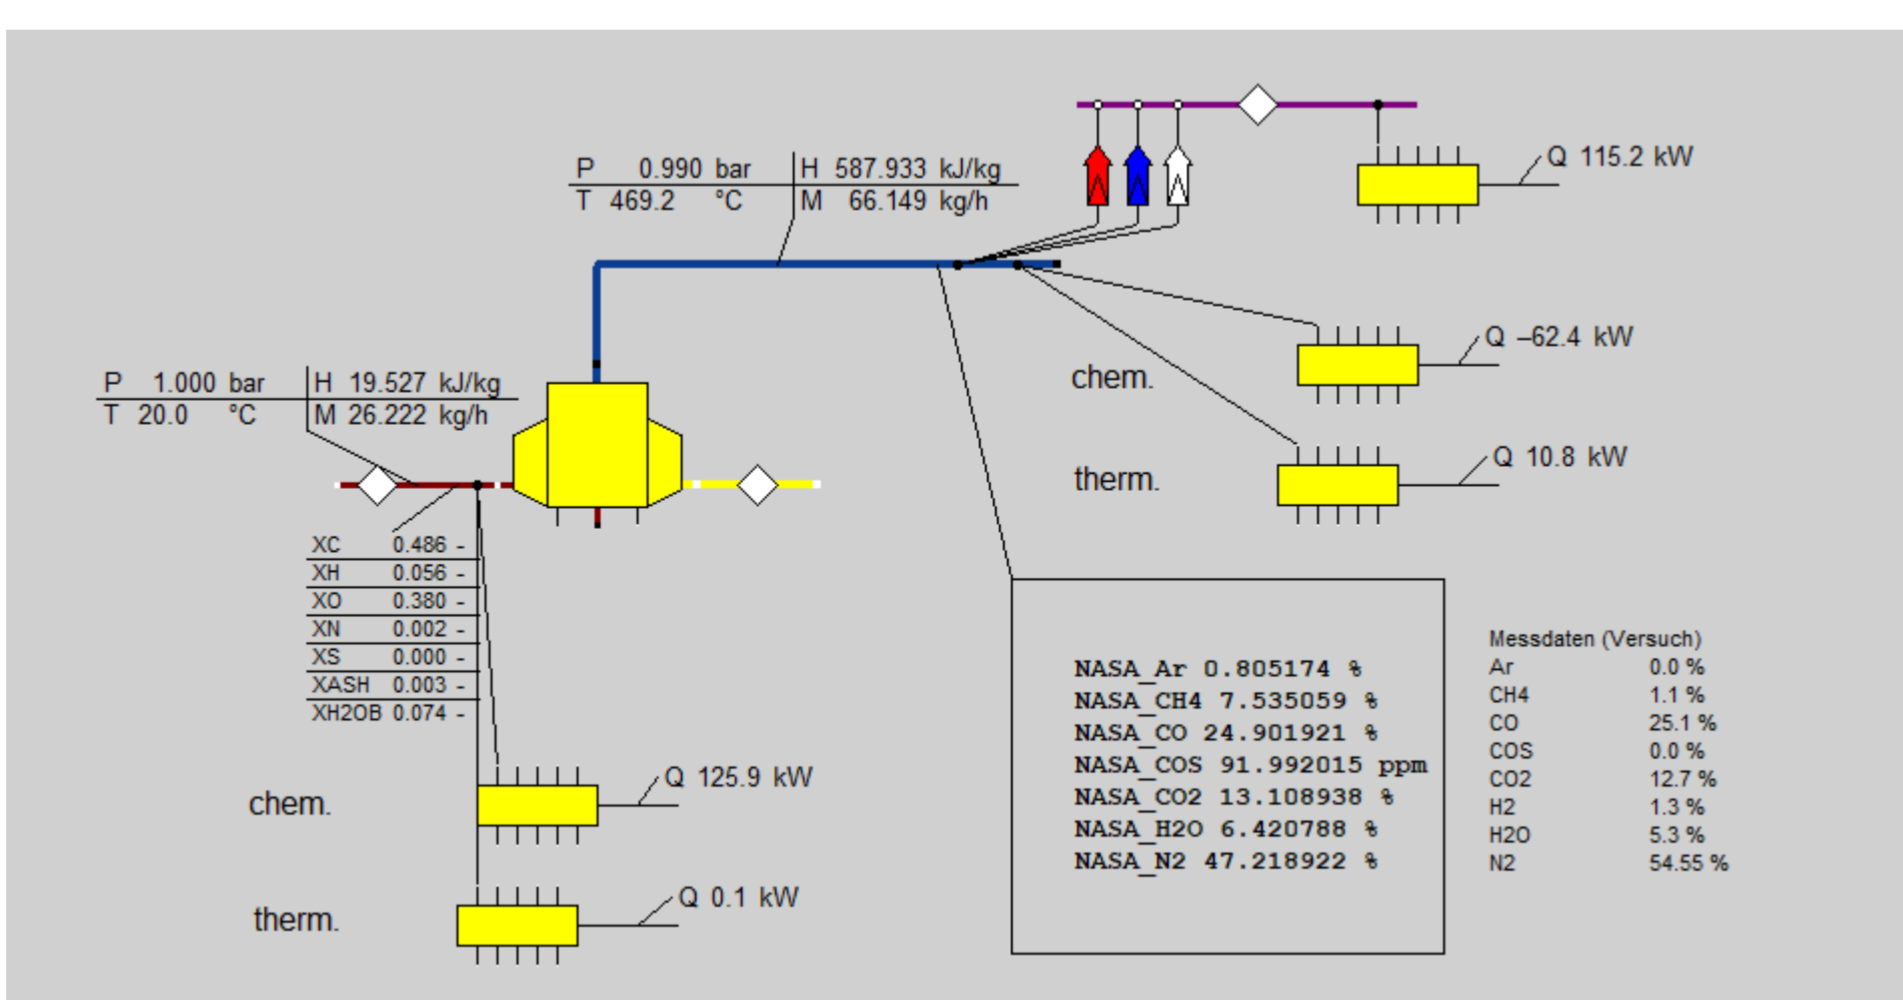 Q 115.2 kW
P 0.990 bar H 587.933 kJ/kg
T 469.2 °C M 66.149 kg/h
Q –62.4 kW
chem.
P 1.000 bar H 19.527 kJ/kg
T 20.0 °C M 26.222 kg/h
Q 10.8 kW
therm.
XC 0.486 -
XH 0.056 -
XO 0.380 -
XN 0.002 -
XS 0.000 -
XASH 0.003 -
XH2OB 0.074 -
NASA_Ar 0.805174 %
NASA_CH4 7.535059 %
NASA_CO 24.901921 %
NASA_COS 91.992015 ppm
NASA_CO2 13.108938 %
NASA_H2O 6.420788 %
NASA_N2 47.218922 %
Messdaten (Versuch)
Ar 0.0 %
CH4 1.1 %
CO 25.1 %
COS 0.0 %
CO2 12.7 %
H2 1.3 %
H2O 5.3 %
N2 54.55 %
Q 125.9 kW
chem.
Q 0.1 kW
therm.